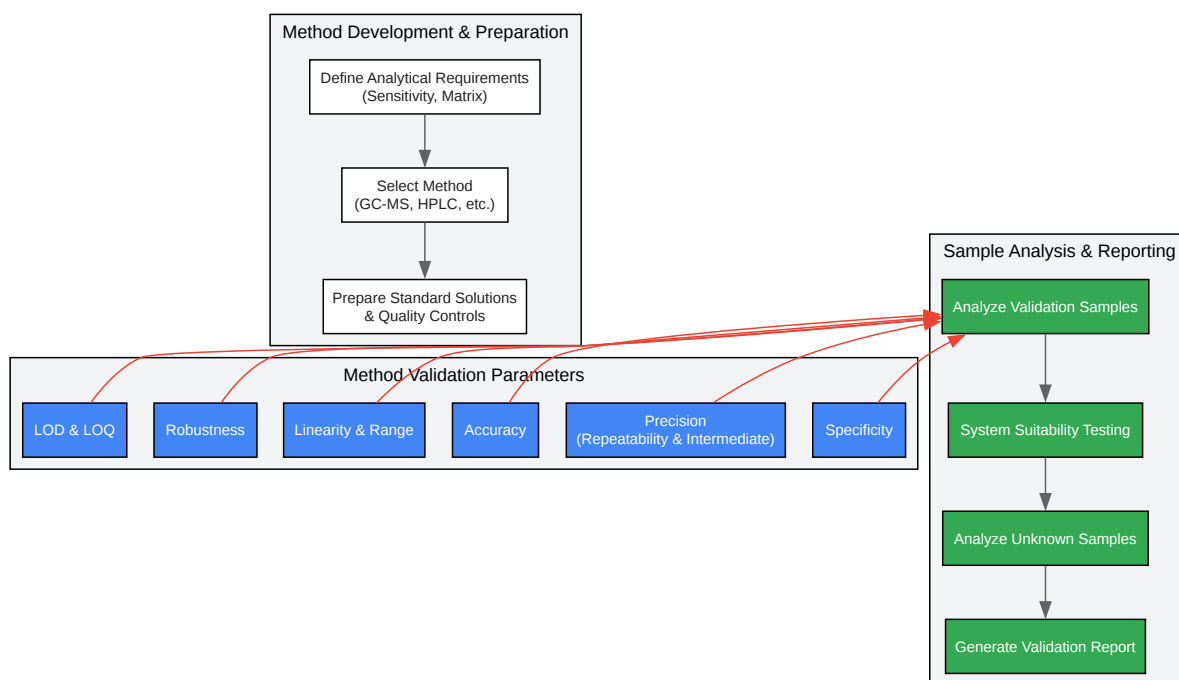 Method Development & Preparation
Define Analytical Requirements
(Sensitivity, Matrix)
Select Method
(GC-MS, HPLC, etc.)
Prepare Standard Solutions
& Quality Controls
Method Validation Parameters
LOD & LOQ
Robustness
Linearity & Range
Accuracy
Precision
(Repeatability & Intermediate)
Specificity
Sample Analysis & Reporting
Analyze Validation Samples
System Suitability Testing
Analyze Unknown Samples
Generate Validation Report